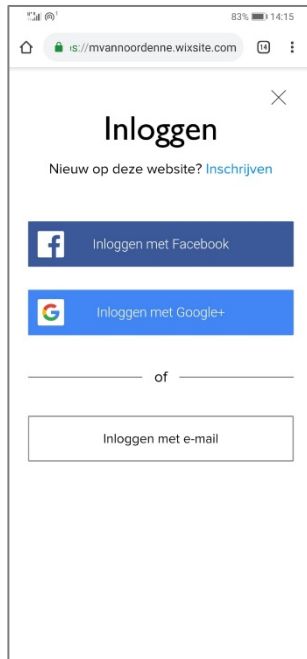 83% 14:15
s://mvannoordenne.wixsite.com 14
Inloggen
Nieuw op deze website? Inschrijven
Inloggen met Facebook
Inloggen met Google+
of
Inloggen met e-mail